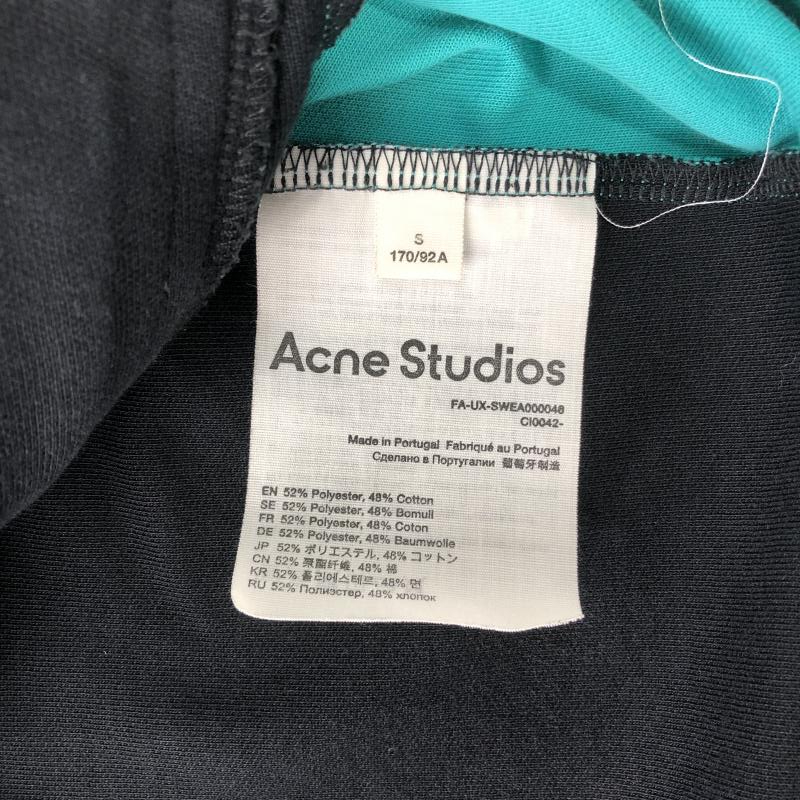 S
170/92A
Acne Studios
FA-UX-SWEA000048
CI0042-
Made in Portugal Fabriqué au Portugal
Сделано в Португалии 葡萄牙制造
EN 52% Polyester, 48% Cotton
SE 52% Polyester, 48% Bomull
FR 52% Polyester, 48% Coton
DE 52% Polyester, 48% Baumwolle
JP 52% ポリエステル, 48% コットン
CN 52% 聚酯纤维, 48% 棉
KR 52% 폴리에스테르, 48% 면
RU 52% Полиэстер, 48% хлопок